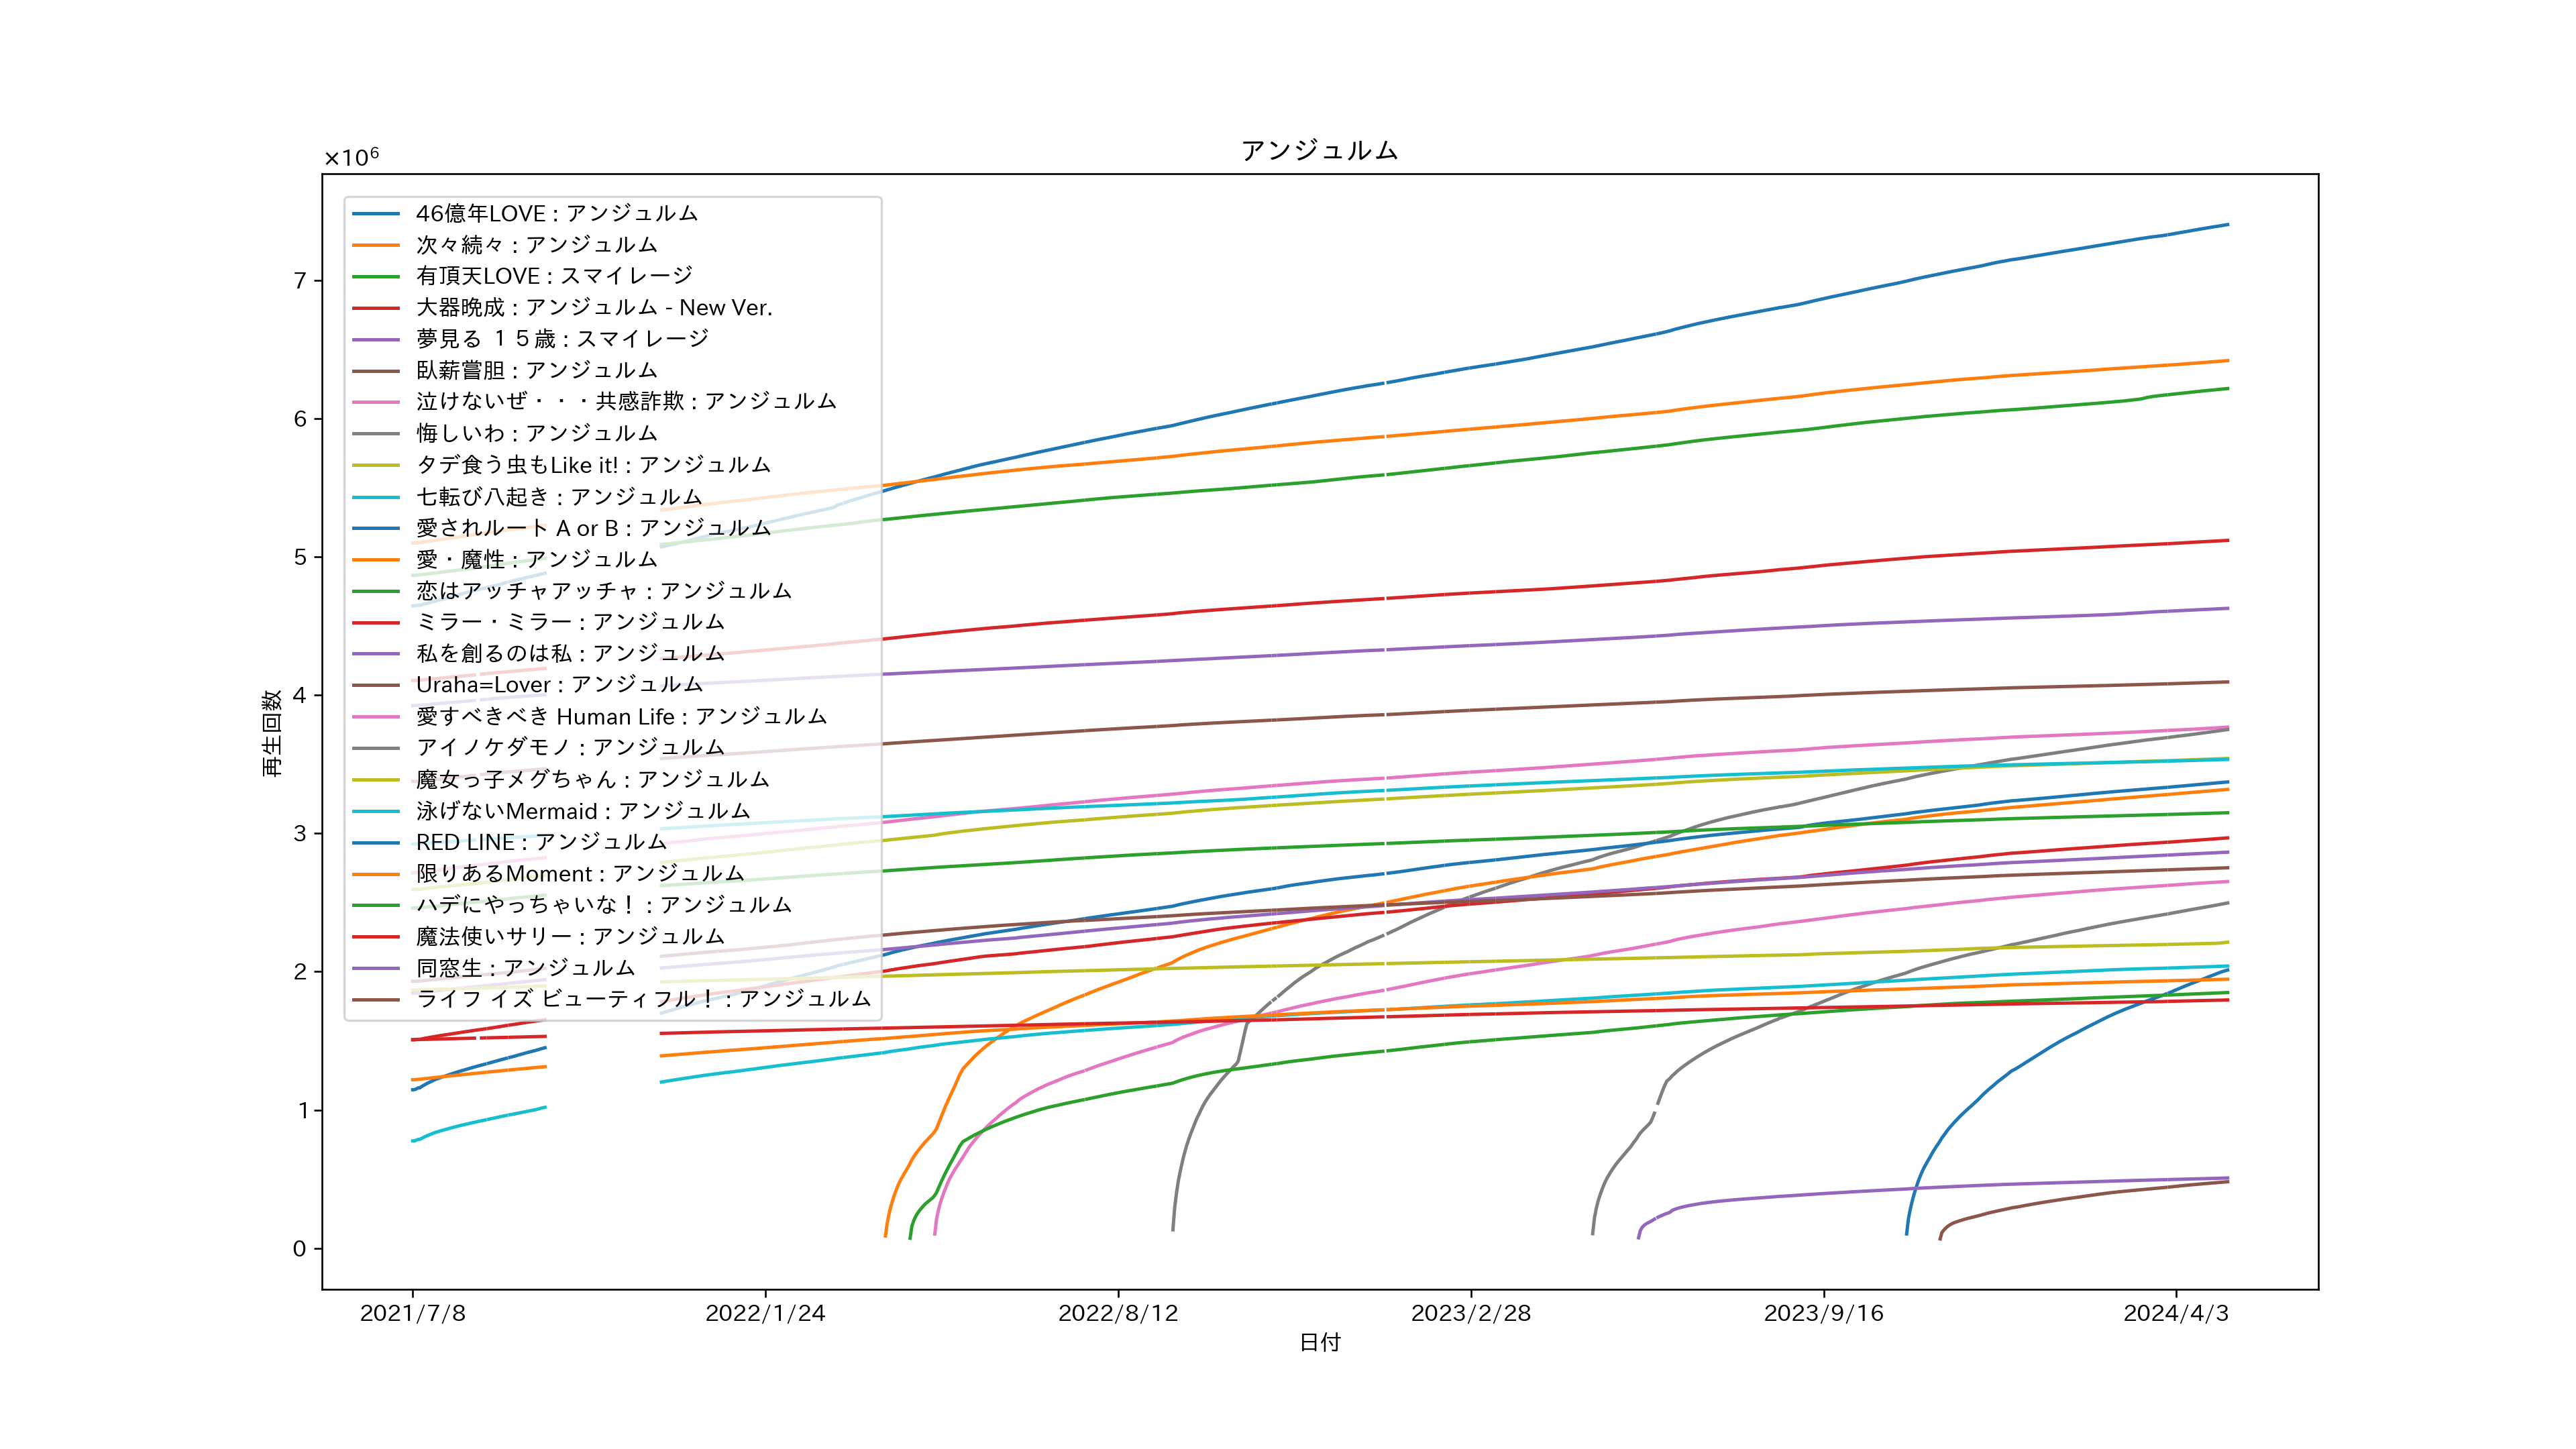 アンジュルム
×10⁶
46億年LOVE : アンジュルム
次々続々 : アンジュルム
有頂天LOVE : スマイレージ
大器晩成 : アンジュルム - New Ver.
夢見る １５歳 : スマイレージ
臥薪嘗胆 : アンジュルム
泣けないぜ・・・共感詐欺 : アンジュルム
悔しいわ : アンジュルム
タデ食う虫もLike it! : アンジュルム
七転び八起き : アンジュルム
愛されルート A or B : アンジュルム
愛・魔性 : アンジュルム
恋はアッチャアッチャ : アンジュルム
ミラー・ミラー : アンジュルム
私を創るのは私 : アンジュルム
Uraha=Lover : アンジュルム
愛すべきべき Human Life : アンジュルム
アイノケダモノ : アンジュルム
魔女っ子メグちゃん : アンジュルム
泳げないMermaid : アンジュルム
RED LINE : アンジュルム
限りあるMoment : アンジュルム
ハデにやっちゃいな！ : アンジュルム
魔法使いサリー : アンジュルム
同窓生 : アンジュルム
ライフ イズ ビューティフル！ : アンジュルム
7
6
5
4
3
2
1
0
再生回数
2021/7/8
2022/1/24
2022/8/12
2023/2/28
2023/9/16
2024/4/3
日付